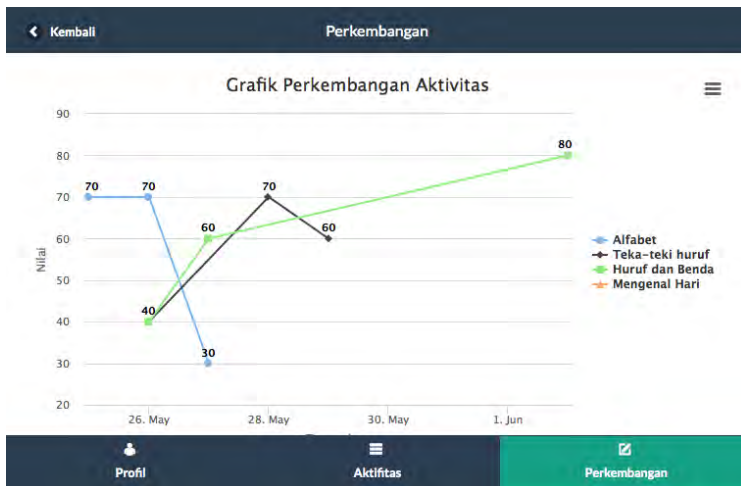 Kembali
Perkembangan
Grafik Perkembangan Aktivitas
90
80
70
60
50
40
30
20
Nilai
70
70
30
40
60
70
60
80
26. May
28. May
30. May
1. Jun
Alfabet
Teka-teki huruf
Huruf dan Benda
Mengenal Hari
Profil
Aktifitas
Perkembangan